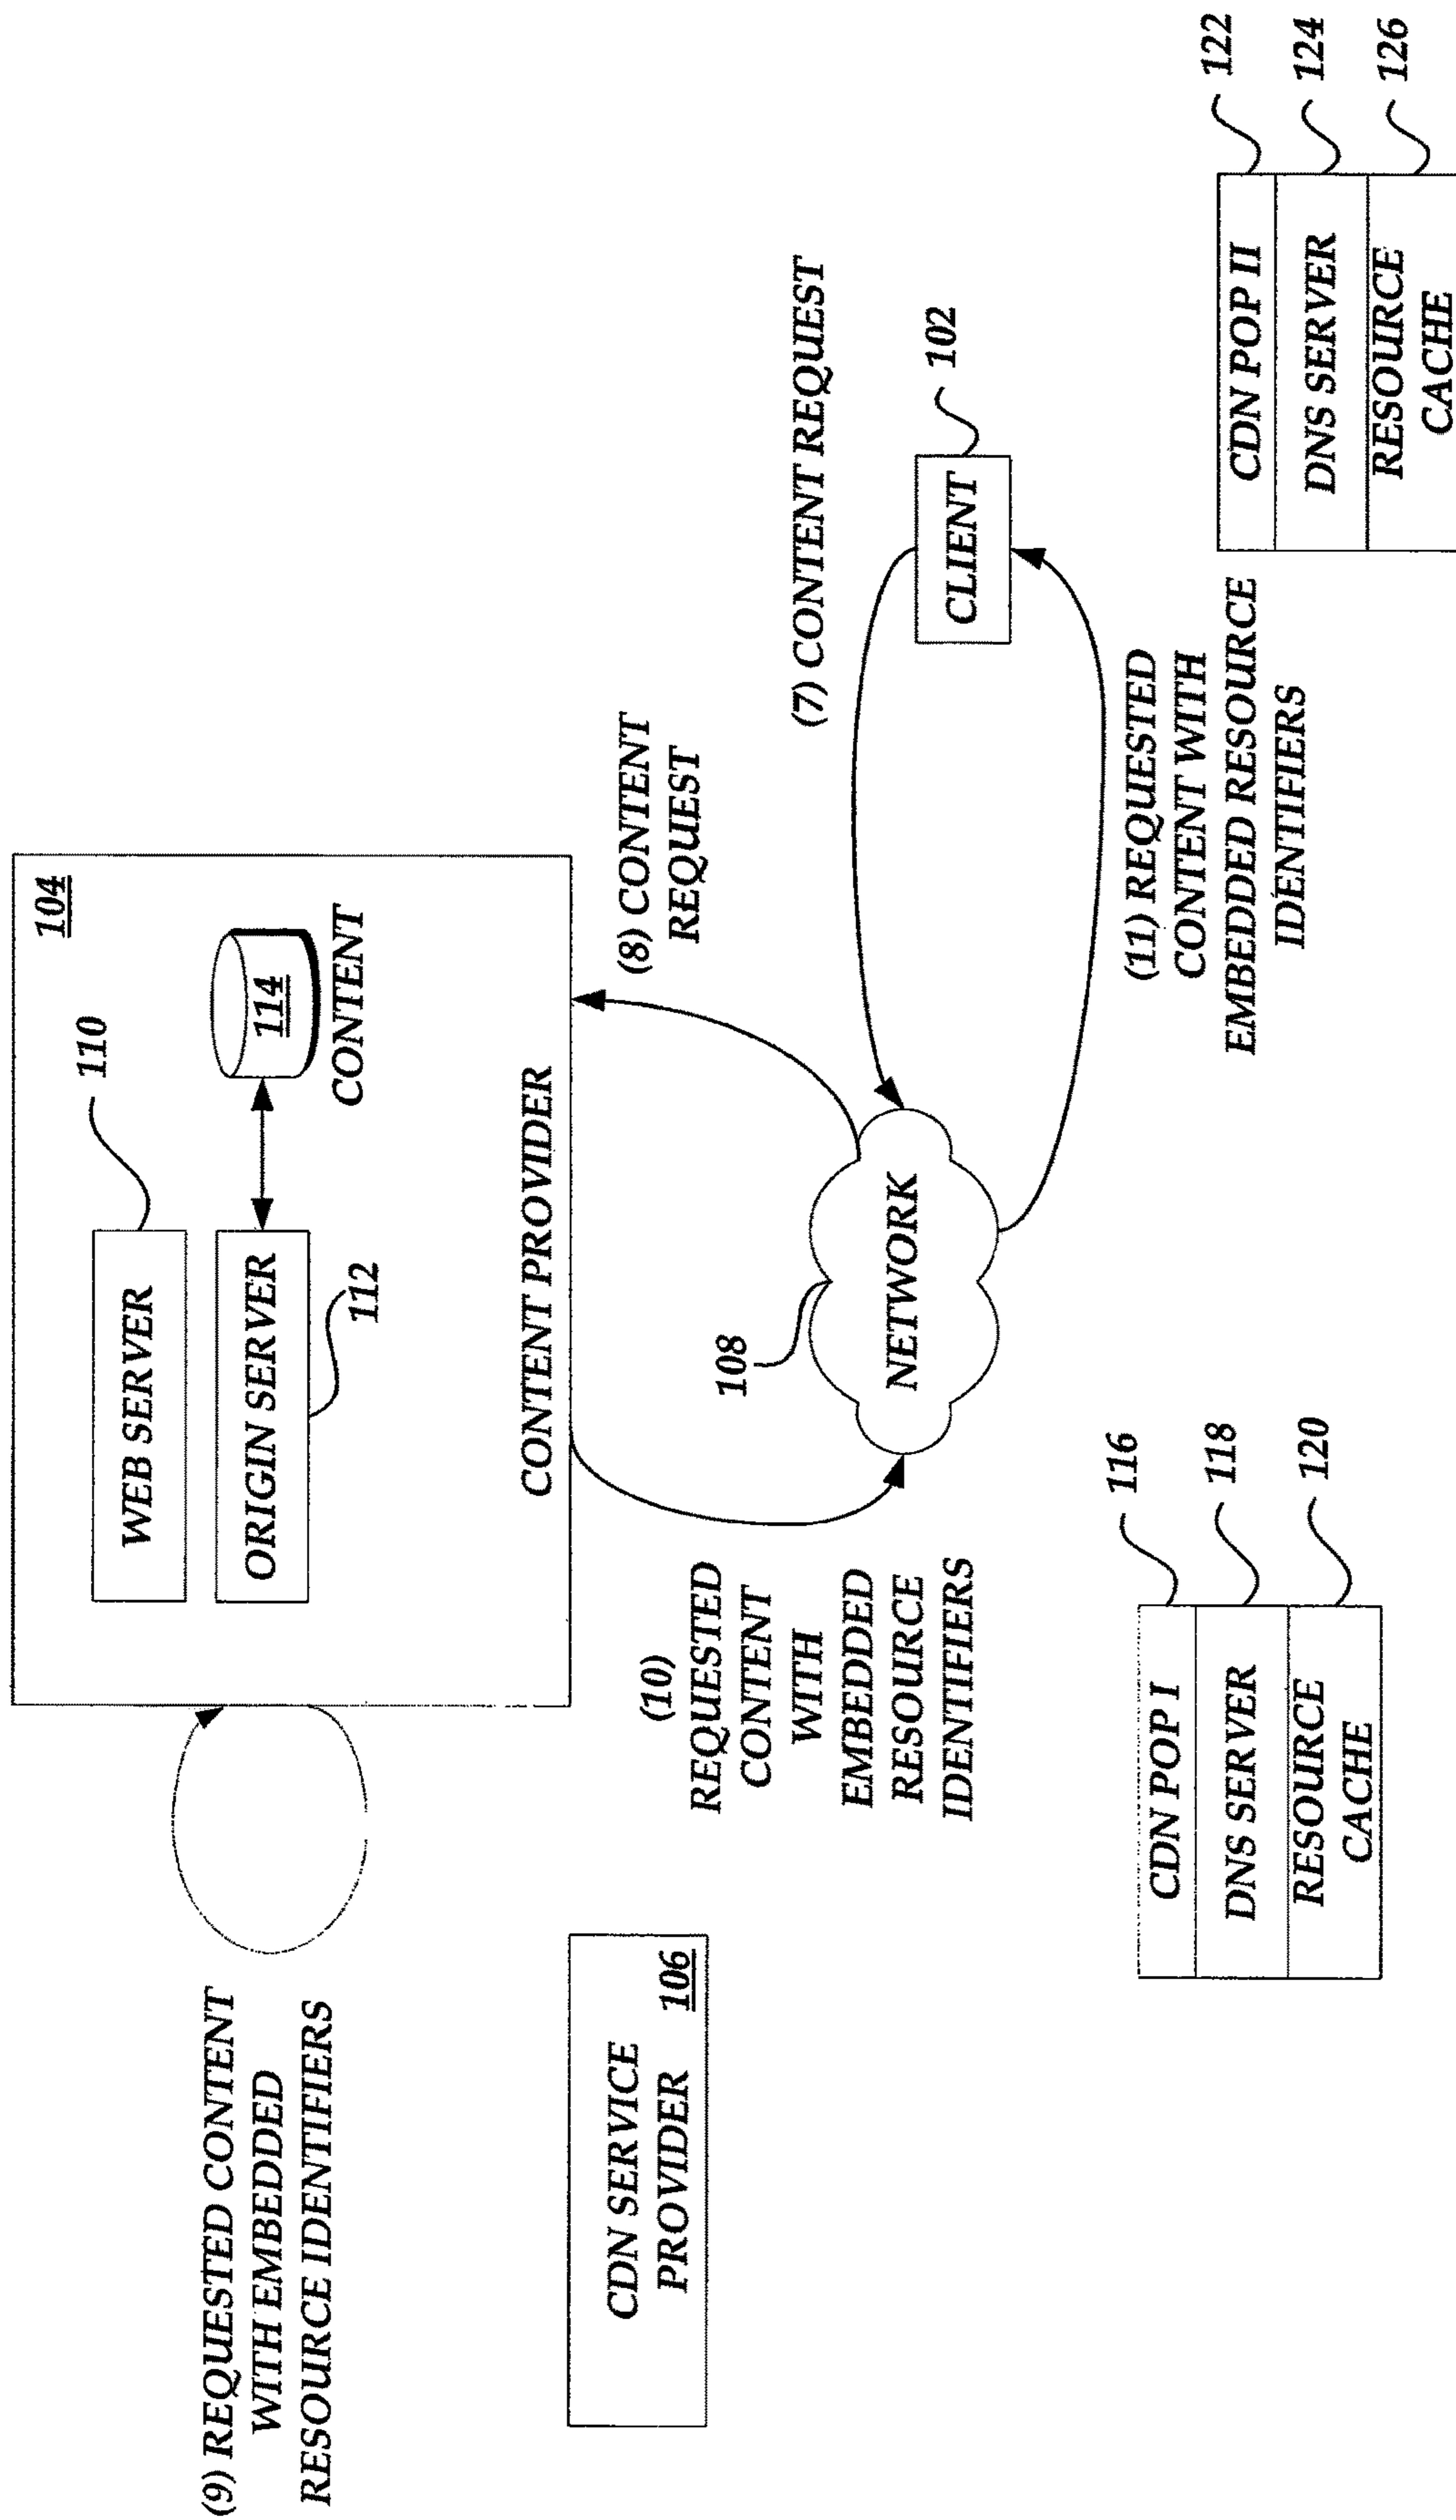 (9) REQUESTED CONTENT
WITH EMBEDDED
RESOURCE IDENTIFIERS
104
WEB SERVER
110
ORIGIN SERVER
112
114
CONTENT
CONTENT PROVIDER
CDN SERVICE
PROVIDER
106
(10)
REQUESTED
CONTENT
WITH
EMBEDDED
RESOURCE
IDENTIFIERS
(8) CONTENT
REQUEST
108
NETWORK
(7) CONTENT REQUEST
CLIENT
102
(11) REQUESTED
CONTENT WITH
EMBEDDED RESOURCE
IDENTIFIERS
CDN POP I
116
DNS SERVER
118
RESOURCE
CACHE
120
CDN POP II
122
DNS SERVER
124
RESOURCE
CACHE
126